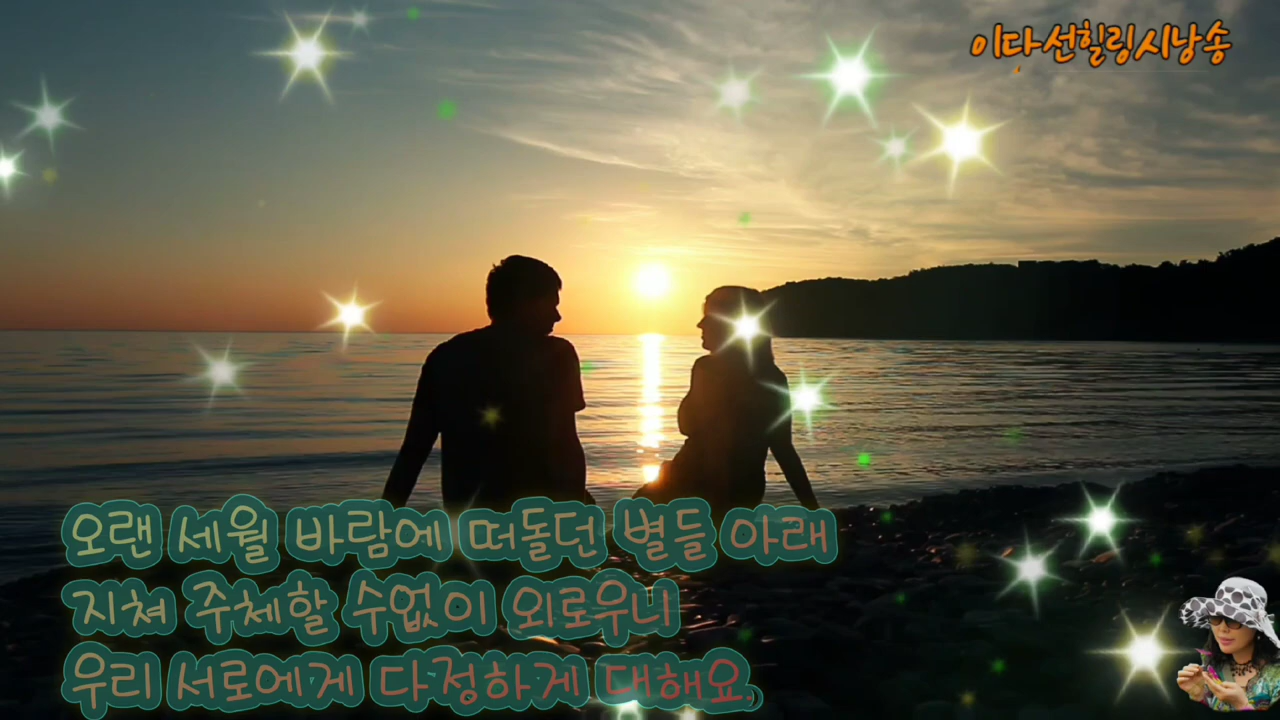 이다선힐링시낭송
오랜 세월 바람에 떠돌던 별들 아래
지쳐 주체할 수없이 외로우니
우리 서로에게 다정하게 대해요,